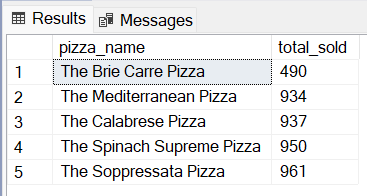 Results Messages
pizza_name total_sold
1 The Brie Carre Pizza 490
2 The Mediterranean Pizza 934
3 The Calabrese Pizza 937
4 The Spinach Supreme Pizza 950
5 The Soppressata Pizza 961